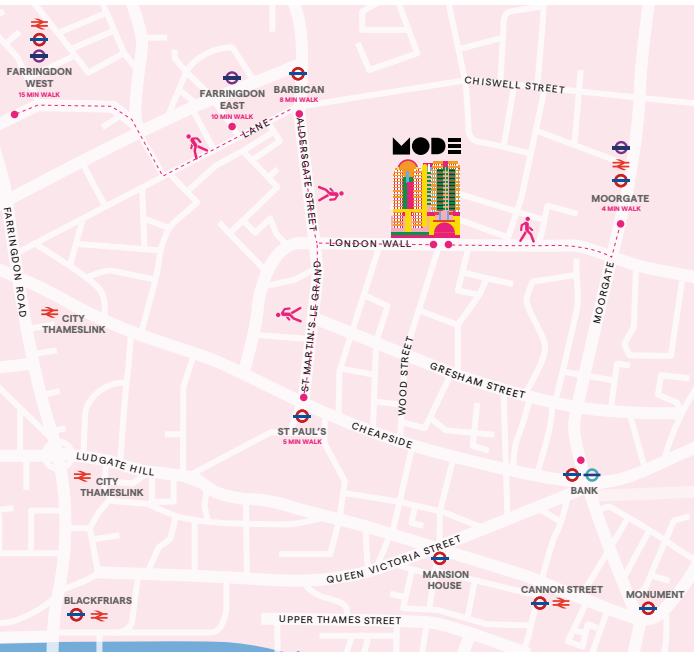 FARRINGDON
WEST
15 MIN WALK
FARRINGDON
EAST
10 MIN WALK
BARBICAN
8 MIN WALK
CHISWELL STREET
LANE
ALDERSGATE STREET
MODE
MOORGATE
4 MIN WALK
LONDON WALL
FARRINGDON ROAD
MOORGATE
ST MARTIN'S LE GRAND
CITY
THAMESLINK
WOOD STREET
GRESHAM STREET
ST PAUL'S
5 MIN WALK
CHEAPSIDE
LUDGATE HILL
CITY
THAMESLINK
BANK
QUEEN VICTORIA STREET
MANSION
HOUSE
CANNON STREET
MONUMENT
BLACKFRIARS
UPPER THAMES STREET